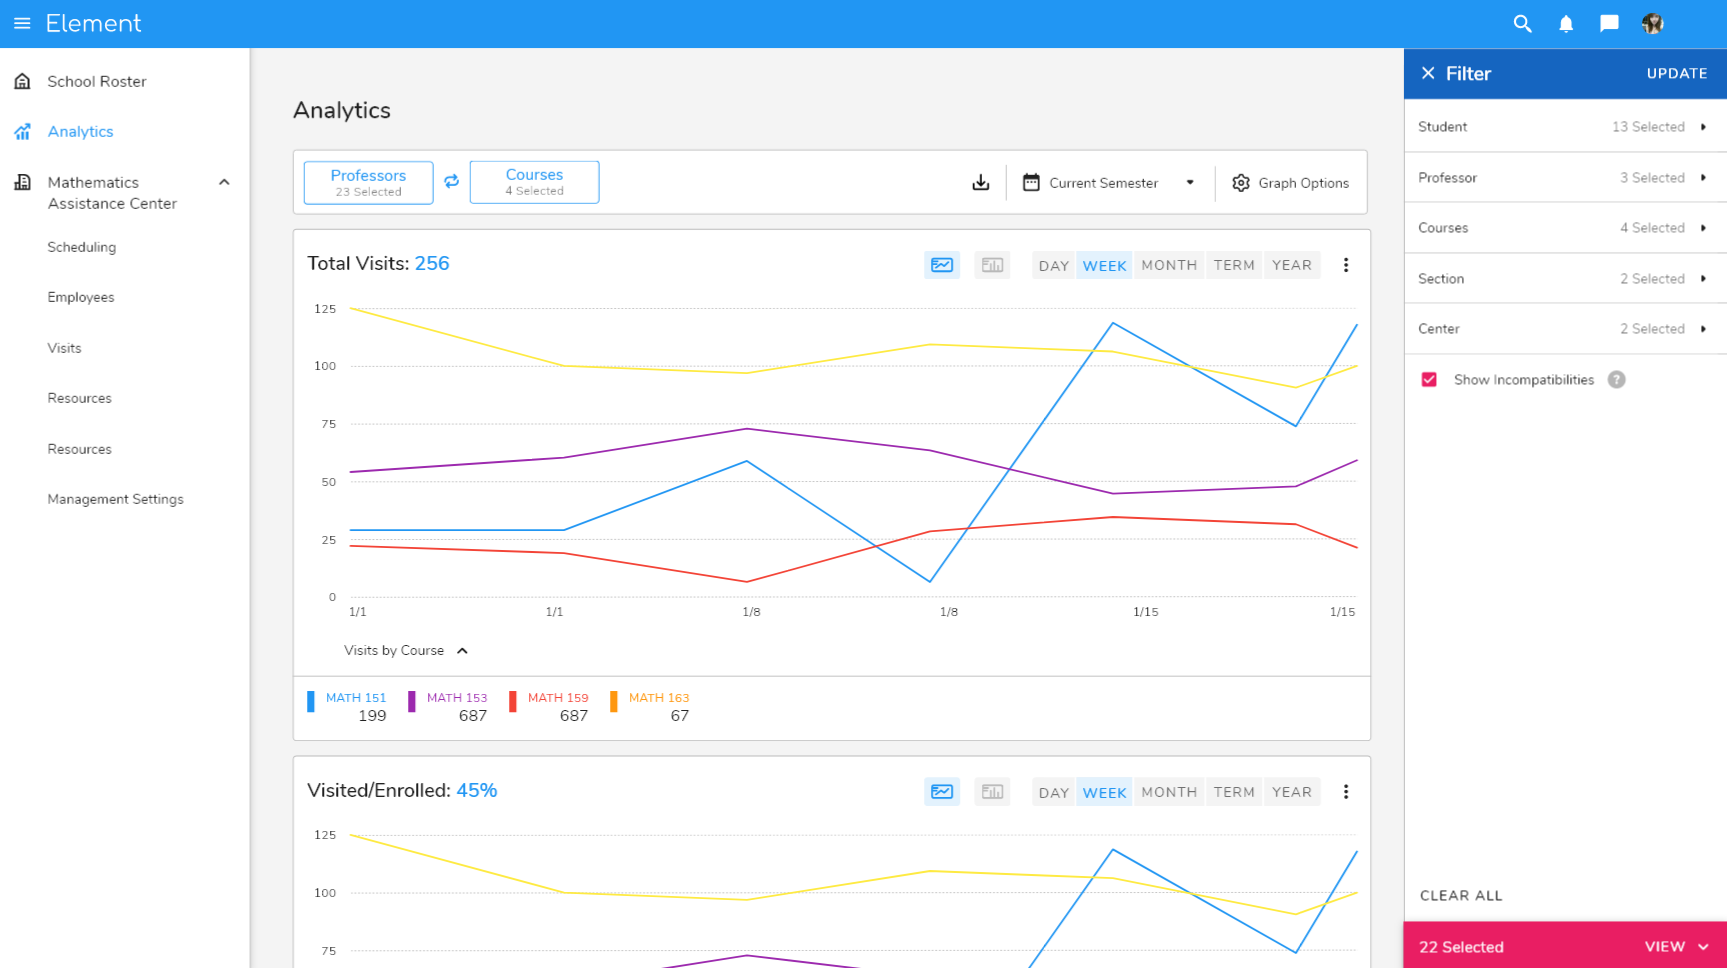 Element
School Roster
Analytics
Mathematics
Assistance Center
Scheduling
Employees
Visits
Resources
Resources
Management Settings
Analytics
Professors
23 Selected
Courses
4 Selected
Current Semester
Graph Options
Total Visits: 256
DAY WEEK MONTH TERM YEAR
125
100
75
50
25
0
1/1 1/1 1/8 1/8 1/15 1/15
Visits by Course
MATH 151 MATH 153 MATH 159 MATH 163
199 687 687 67
Visited/Enrolled: 45%
DAY WEEK MONTH TERM YEAR
125
100
75
Filter UPDATE
Student 13 Selected
Professor 3 Selected
Courses 4 Selected
Section 2 Selected
Center 2 Selected
Show Incompatibilities ?
CLEAR ALL
22 Selected VIEW